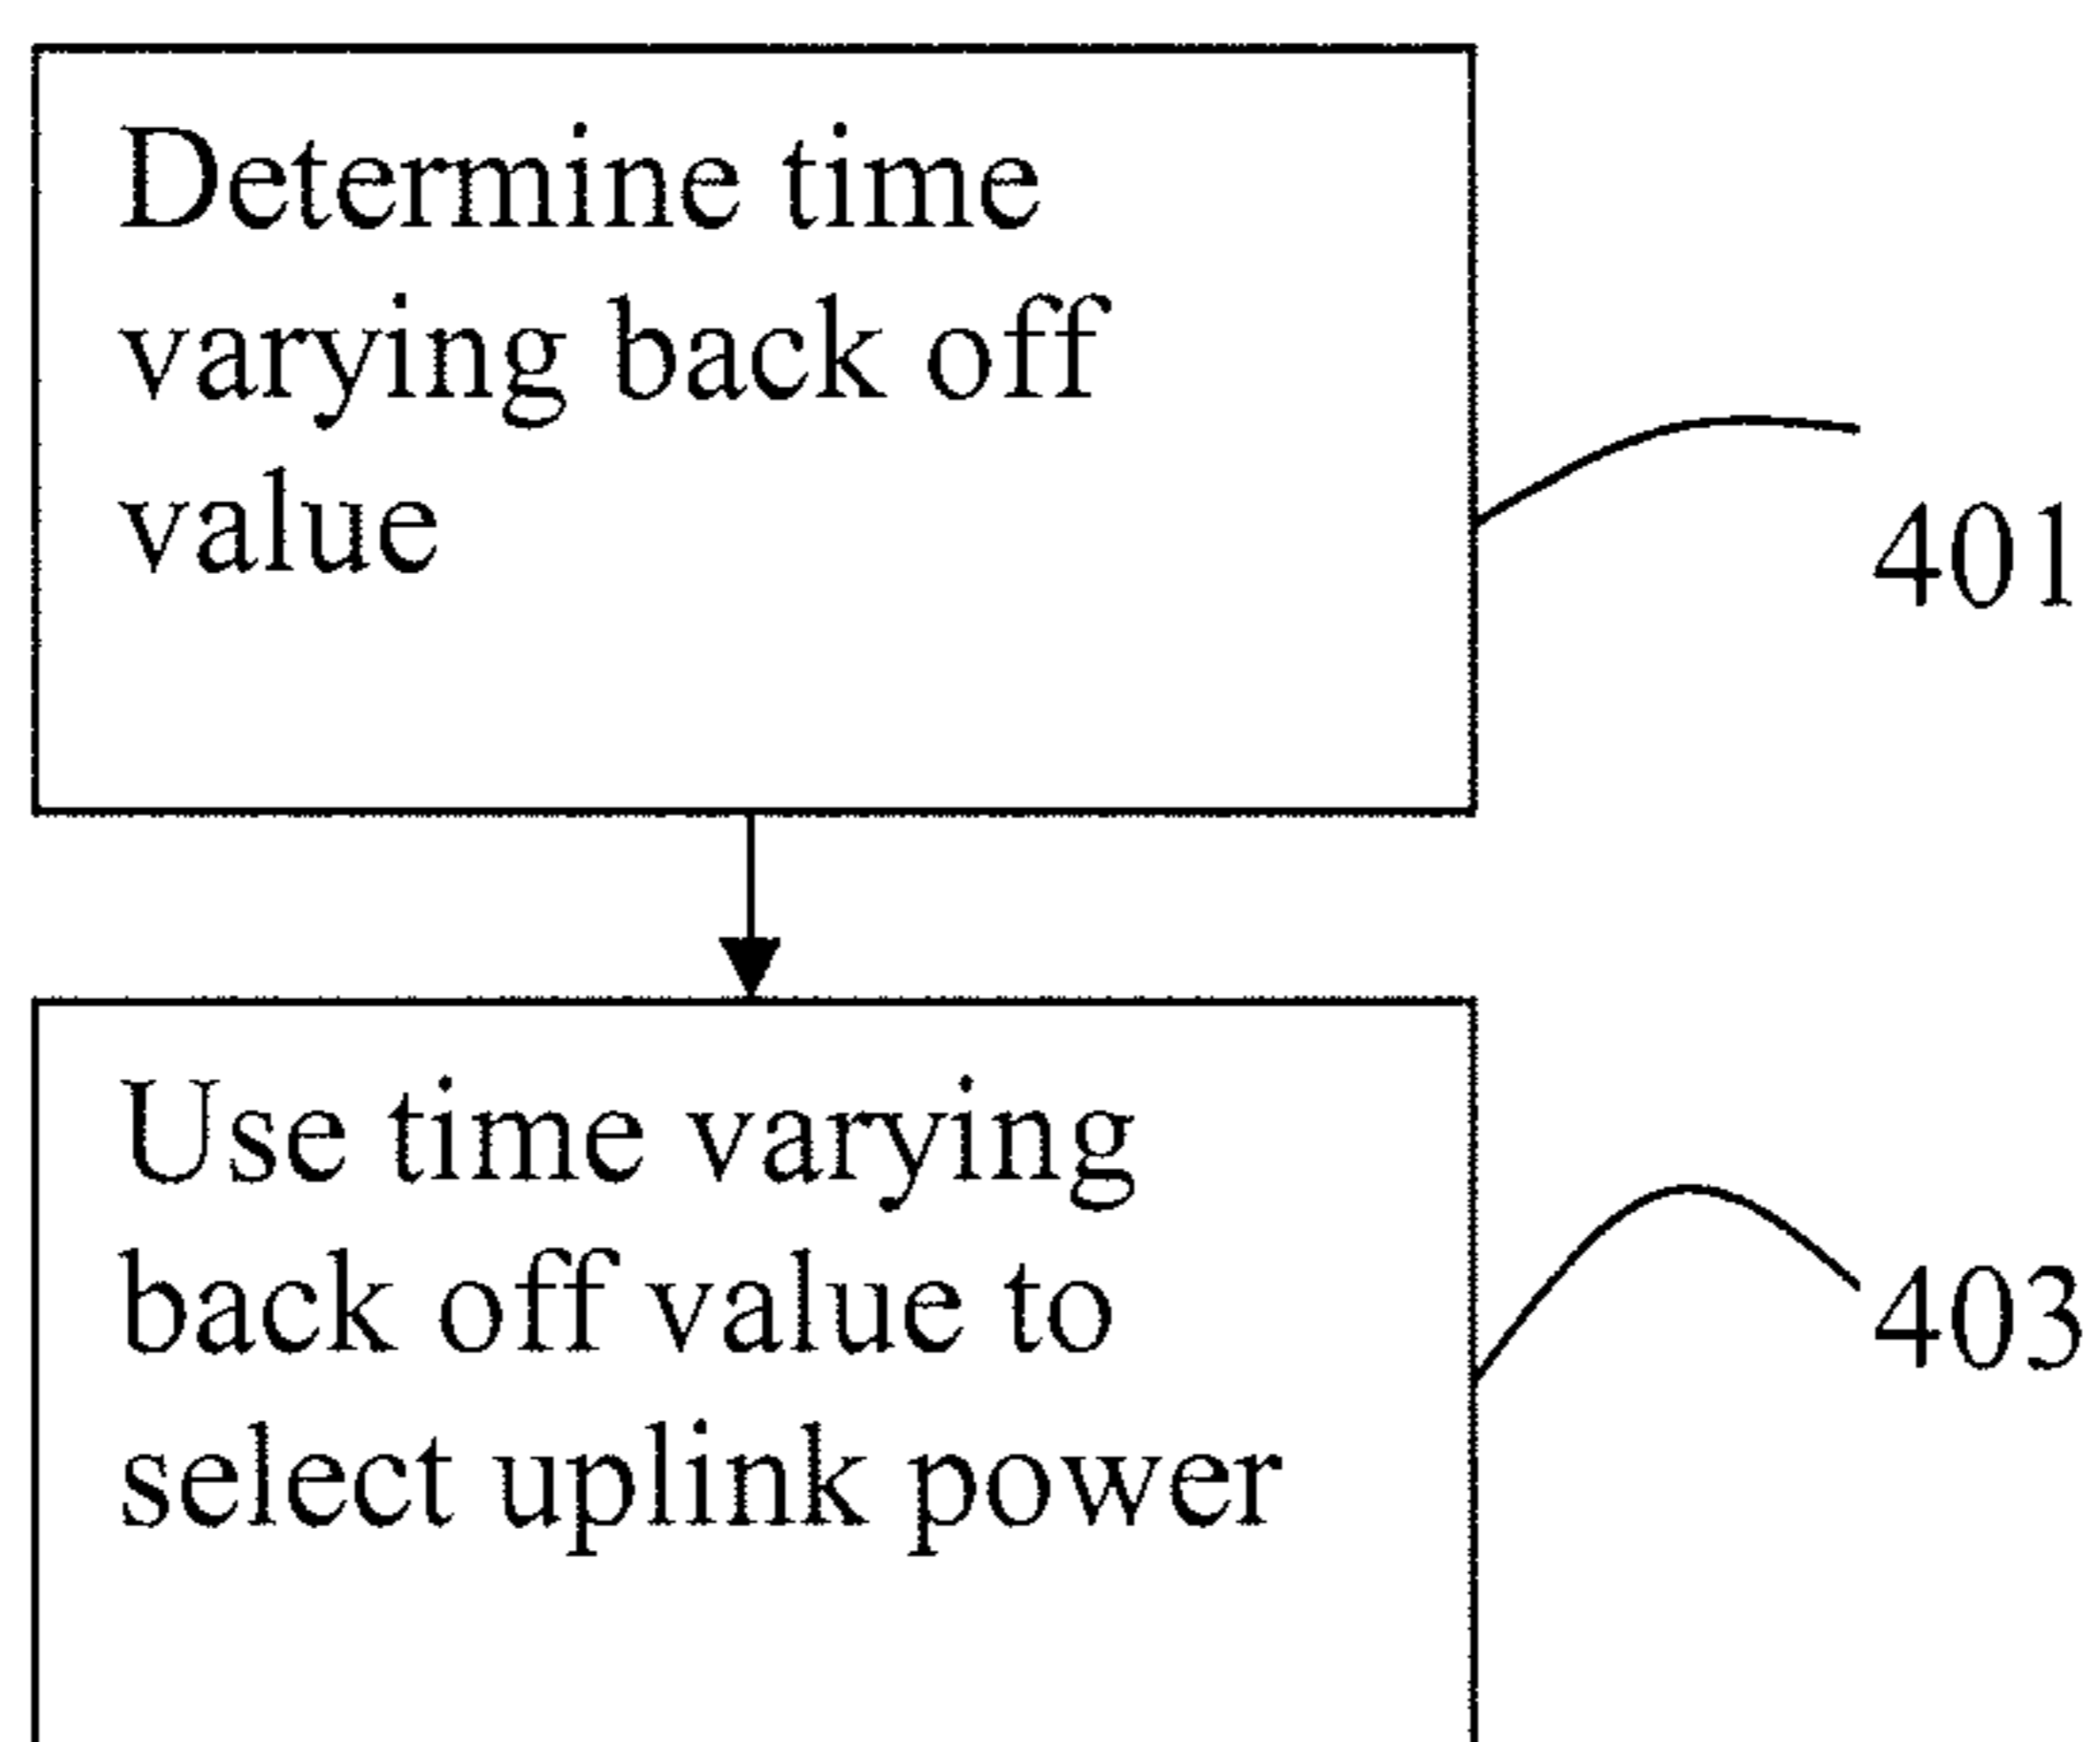 Determine time
varying back off
value
401
Use time varying
back off value to
select uplink power
403